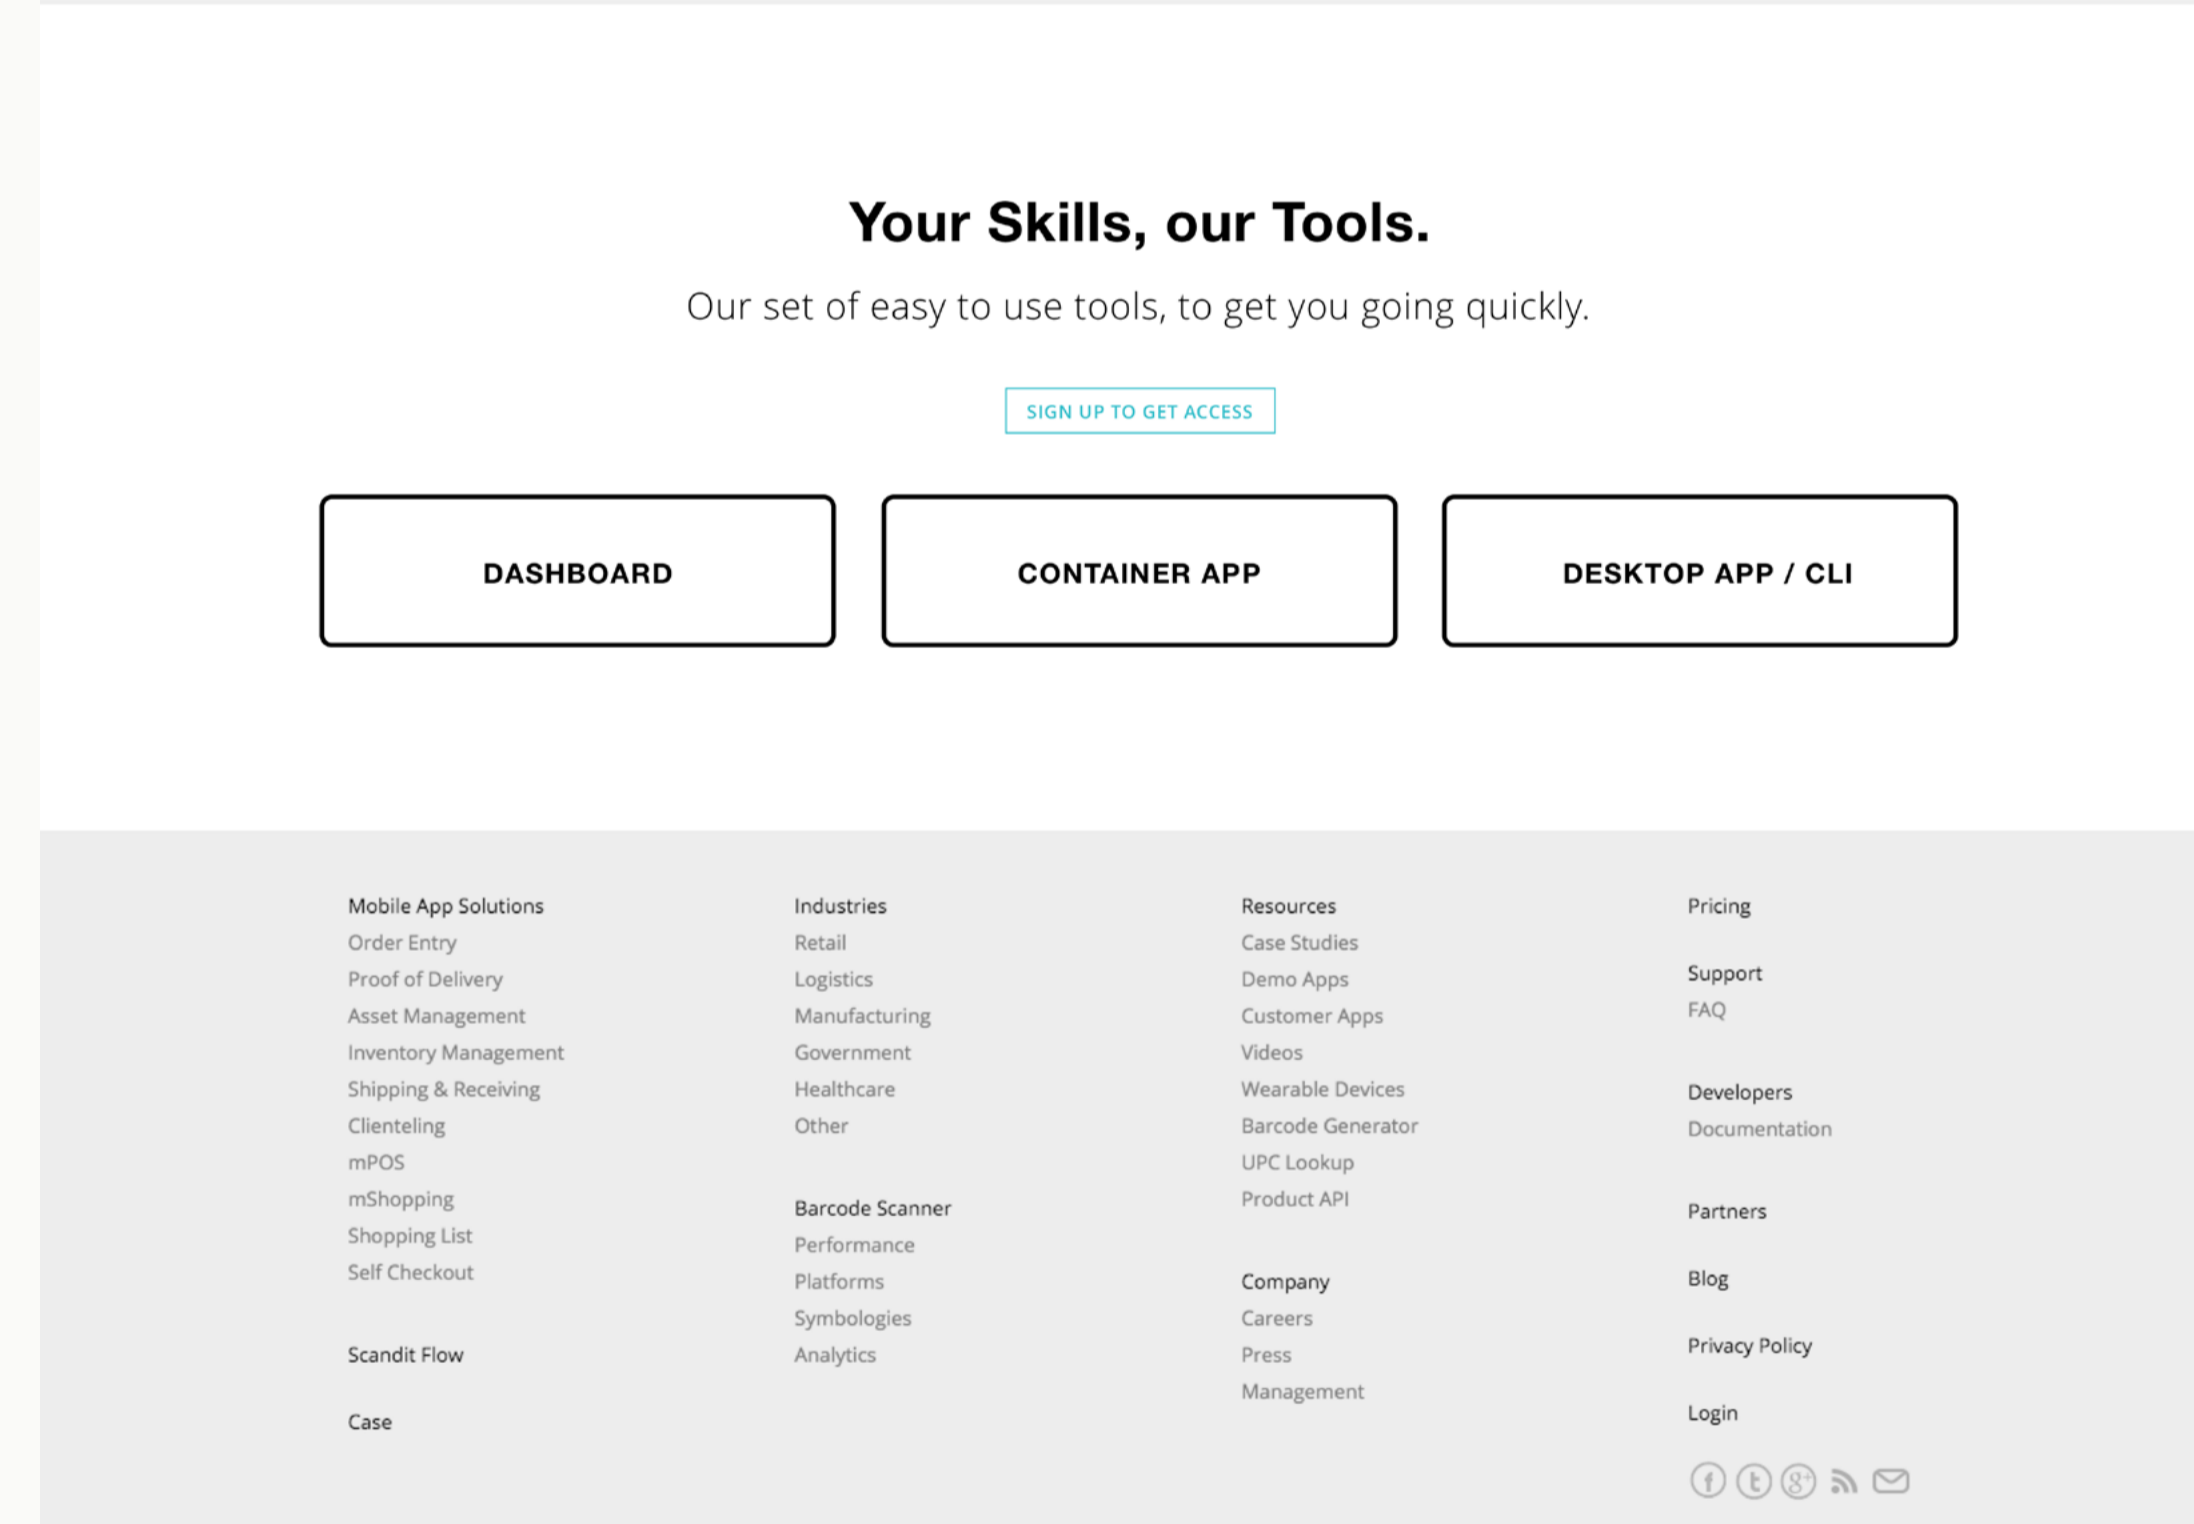 Your Skills, our Tools.
Our set of easy to use tools, to get you going quickly.
SIGN UP TO GET ACCESS
DASHBOARD
CONTAINER APP
DESKTOP APP / CLI
Mobile App Solutions
Order Entry
Proof of Delivery
Asset Management
Inventory Management
Shipping & Receiving
Clienteling
mPOS
mShopping
Shopping List
Self Checkout
Scandit Flow
Case
Industries
Retail
Logistics
Manufacturing
Government
Healthcare
Other
Barcode Scanner
Performance
Platforms
Symbologies
Analytics
Resources
Case Studies
Demo Apps
Customer Apps
Videos
Wearable Devices
Barcode Generator
UPC Lookup
Product API
Company
Careers
Press
Management
Pricing
Support
FAQ
Developers
Documentation
Partners
Blog
Privacy Policy
Login